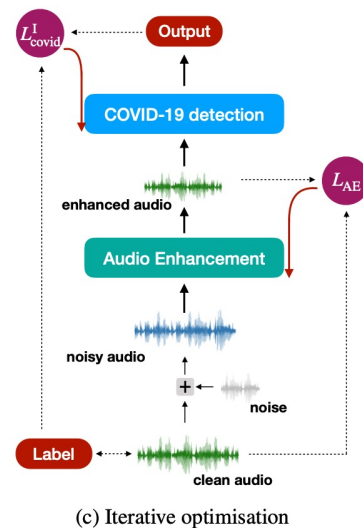 L^I_covid
Output
COVID-19 detection
enhanced audio
L_AE
Audio Enhancement
noisy audio
+
noise
Label
clean audio
(c) Iterative optimisation